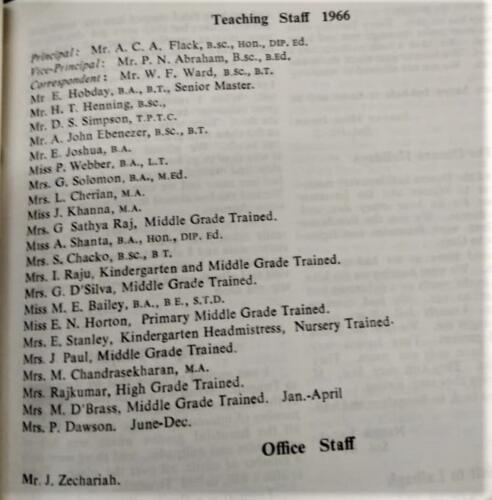 Teaching Staff 1966
Principal: Mr. A. C. A. Flack, B.Sc., Hon., DIP. Ed.
Vice-Principal: Mr. P. N. Abraham, B.Sc., B.Ed.
Correspondent: Mr. W. F. Ward, B.Sc., B.T.
Mr E. Hobday, B.A., B.T., Senior Master.
Mr. H. T. Henning, B.Sc.,
Mr. D. S. Simpson, T.P.T.C.
Mr. A. John Ebenezer, B.Sc., B.T.
Mr. E. Joshua, B.A.
Miss P. Webber, B.A., L.T.
Mrs. G. Solomon, B.A., M.Ed.
Mrs. L. Cherian, M.A.
Miss J. Khanna, M.A.
Mrs. G Sathya Raj, Middle Grade Trained.
Miss A. Shanta, B.A., Hon., DIP. Ed.
Mrs. S. Chacko, B.Sc., B T.
Mrs. I. Raju, Kindergarten and Middle Grade Trained.
Mrs. G. D'Silva, Middle Grade Trained.
Miss M. E. Bailey, B.A., B E., S.T.D.
Miss E. N. Horton, Primary Middle Grade Trained.
Mrs. E. Stanley, Kindergarten Headmistress, Nursery Trained.
Mrs. J Paul, Middle Grade Trained.
Mrs. M. Chandrasekharan, M.A.
Mrs. Rajkumar, High Grade Trained.
Mrs M. D'Brass, Middle Grade Trained. Jan.-April
Mrs. P. Dawson. June-Dec.
Office Staff
Mr. J. Zechariah.